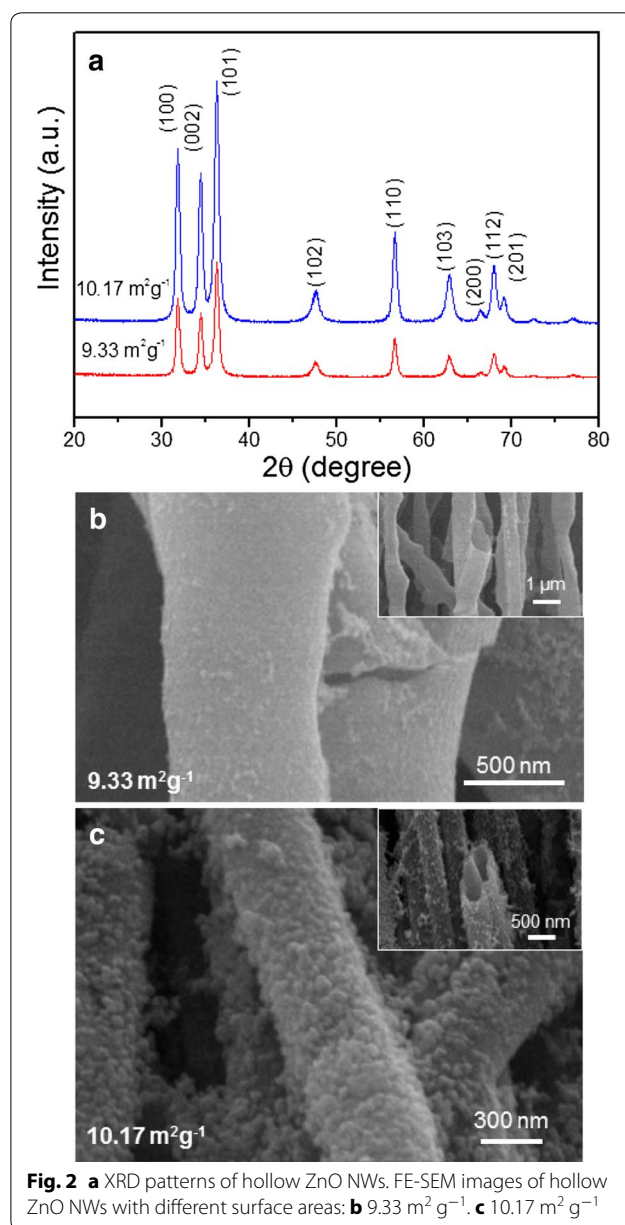 a
(100)
(002)
(101)
(102)
(110)
(103)
(200)
(112)
(201)
Intensity (a.u.)
10.17 m²g⁻¹
9.33 m²g⁻¹
20 30 40 50 60 70 80
2θ (degree)
b
1 µm
9.33 m²g⁻¹
500 nm
c
500 nm
10.17 m²g⁻¹
300 nm
Fig. 2 a XRD patterns of hollow ZnO NWs. FE-SEM images of hollow
ZnO NWs with different surface areas: b 9.33 m² g⁻¹. c 10.17 m² g⁻¹